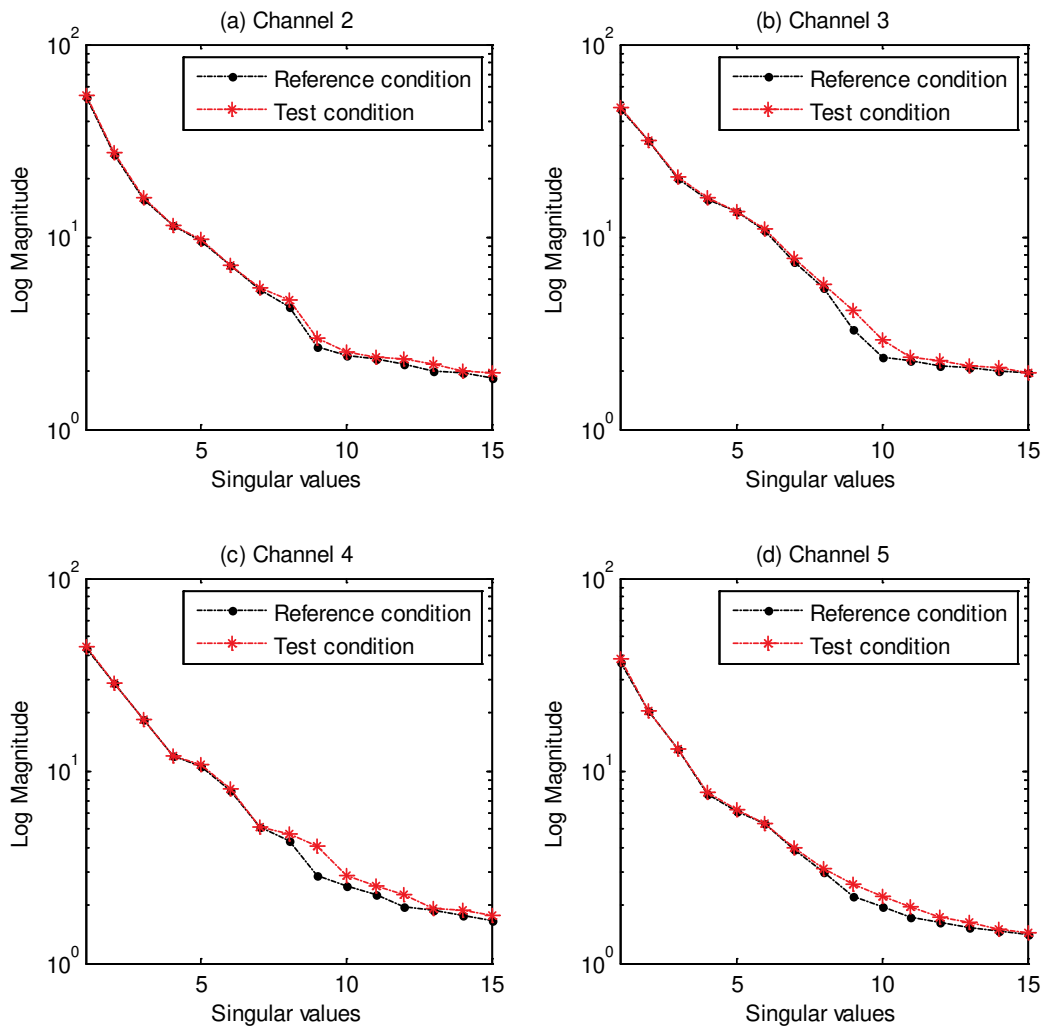 (a) Channel 2
10^2
10^1
10^0
Log Magnitude
Reference condition
Test condition
5 10 15
Singular values
(b) Channel 3
10^2
10^1
10^0
Log Magnitude
Reference condition
Test condition
5 10 15
Singular values
(c) Channel 4
10^2
10^1
10^0
Log Magnitude
Reference condition
Test condition
5 10 15
Singular values
(d) Channel 5
10^2
10^1
10^0
Log Magnitude
Reference condition
Test condition
5 10 15
Singular values